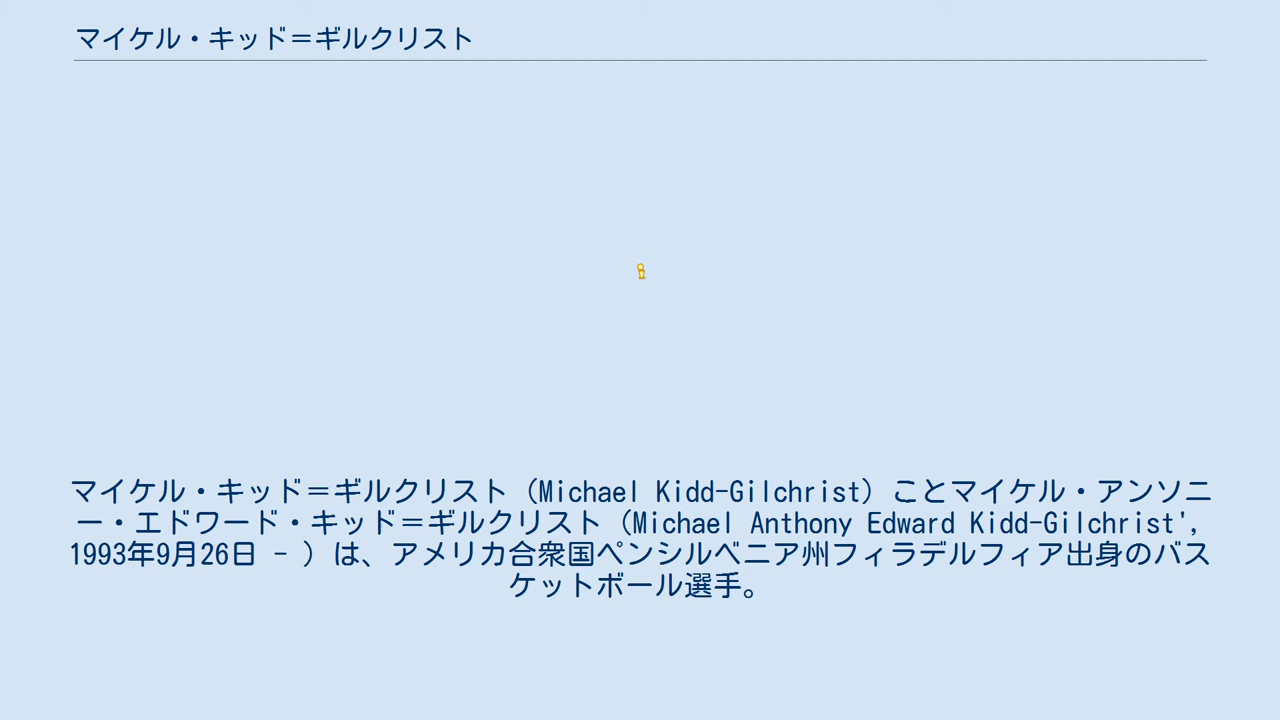 マイケル・キッド＝ギルクリスト
マイケル・キッド＝ギルクリスト（Michael Kidd-Gilchrist）ことマイケル・アンソニ
ー・エドワード・キッド＝ギルクリスト（Michael Anthony Edward Kidd-Gilchrist',
1993年9月26日 - ）は、アメリカ合衆国ペンシルベニア州フィラデルフィア出身のバス
ケットボール選手。